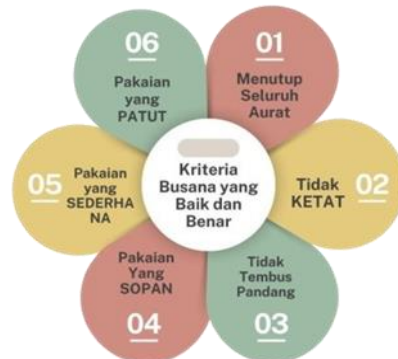 Kriteria
Busana yang
Baik dan
Benar
01
Menutup
Seluruh
Aurat
Tidak
KETAT
02
Tidak
Tembus
Pandang
03
Pakaian
Yang
SOPAN
04
05
Pakaian
yang
SEDERHA
NA
06
Pakaian
yang
PATUT